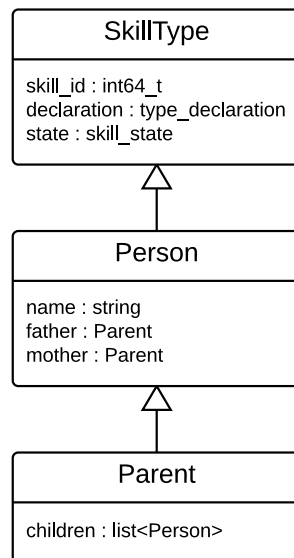 SkillType
skill_id : int64_t
declaration : type_declaration
state : skill_state
Person
name : string
father : Parent
mother : Parent
Parent
children : list<Person>